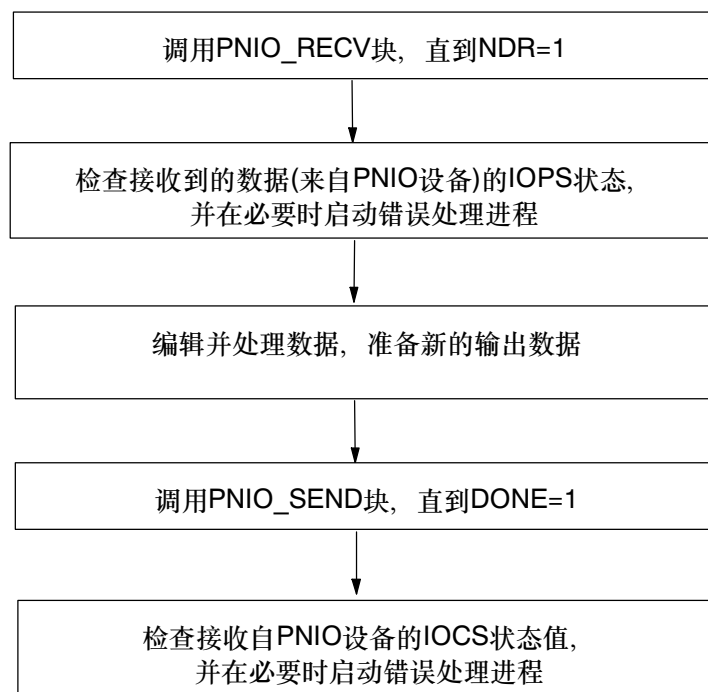 调用PNIO_RECV块，直到NDR=1
检查接收到的数据(来自PNIO设备)的IOPS状态，
并在必要时启动错误处理进程
编辑并处理数据，准备新的输出数据
调用PNIO_SEND块，直到DONE=1
检查接收自PNIO设备的IOCS状态值，
并在必要时启动错误处理进程